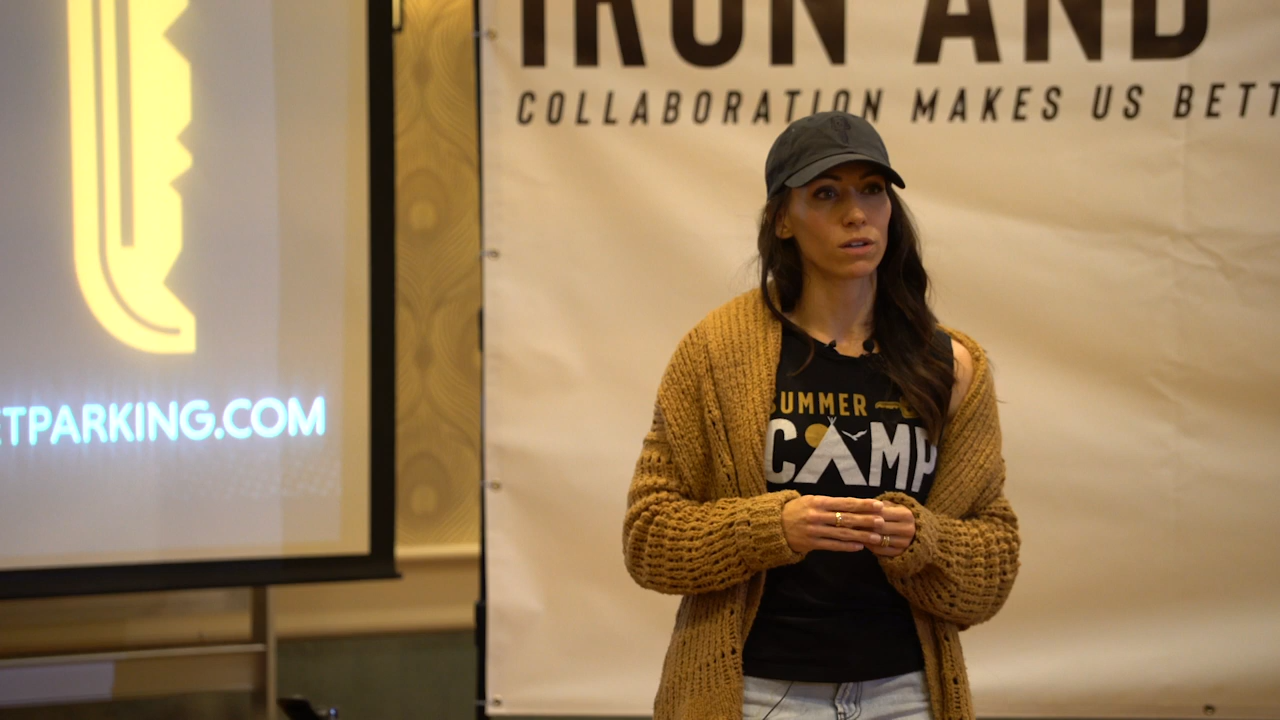 IRON AND
COLLABORATION MAKES US BETT
ETPARKING.COM
SUMMER
CAMP